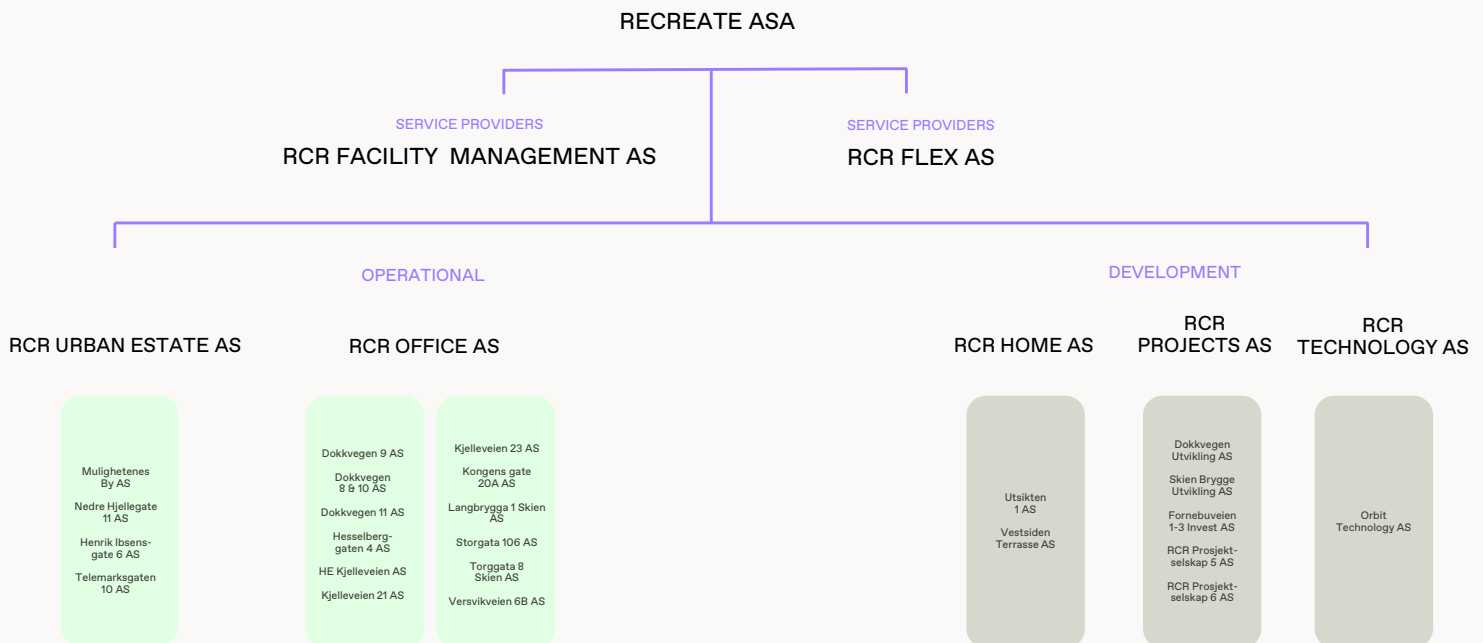 RECREATE ASA
SERVICE PROVIDERS
RCR FACILITY MANAGEMENT AS
SERVICE PROVIDERS
RCR FLEX AS
OPERATIONAL
DEVELOPMENT
RCR URBAN ESTATE AS
RCR OFFICE AS
RCR HOME AS
RCR
PROJECTS AS
RCR
TECHNOLOGY AS
Mulighetenes
By AS
Nedre Hjellegate
11 AS
Henrik Ibsens-
gate 6 AS
Telemarksgaten
10 AS
Dokkvegen 9 AS
Dokkvegen
8 & 10 AS
Dokkvegen 11 AS
Hesselberg-
gaten 4 AS
HE Kjelleveien AS
Kjelleveien 21 AS
Kjelleveien 23 AS
Kongens gate
20A AS
Langbrygga 1 Skien
AS
Storgata 106 AS
Torggata 8
Skien AS
Versvikveien 6B AS
Utsikten
1 AS
Vestsiden
Terrasse AS
Dokkvegen
Utvikling AS
Skien Brygge
Utvikling AS
Fornebuveien
1-3 Invest AS
RCR Prosjekt-
selskap 5 AS
RCR Prosjekt-
selskap 6 AS
Orbit
Technology AS